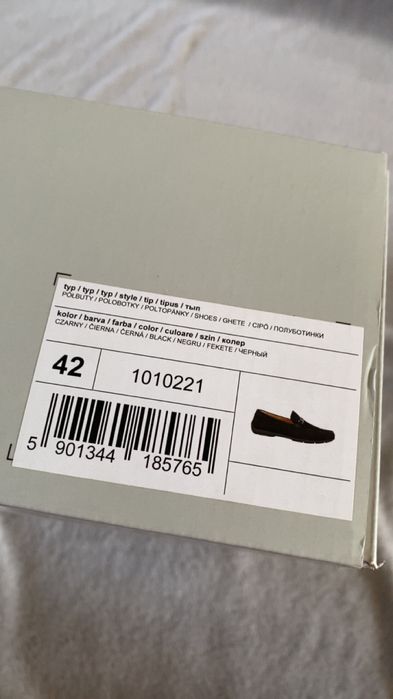 typ / typ / typ / style / tip / tipus / тып
PÓŁBUTY / POLOBOTKY / POLTOPÁNKY / SHOES / GHETE / CIPŐ / ПОЛУБОТИНКИ
kolor / barva / farba / color / culoare / szin / колер
CZARNY / ČIERNA / ČERNÁ / BLACK / NEGRU / FEKETE / ЧЕРНЫЙ
42 1010221
5 901344 185765